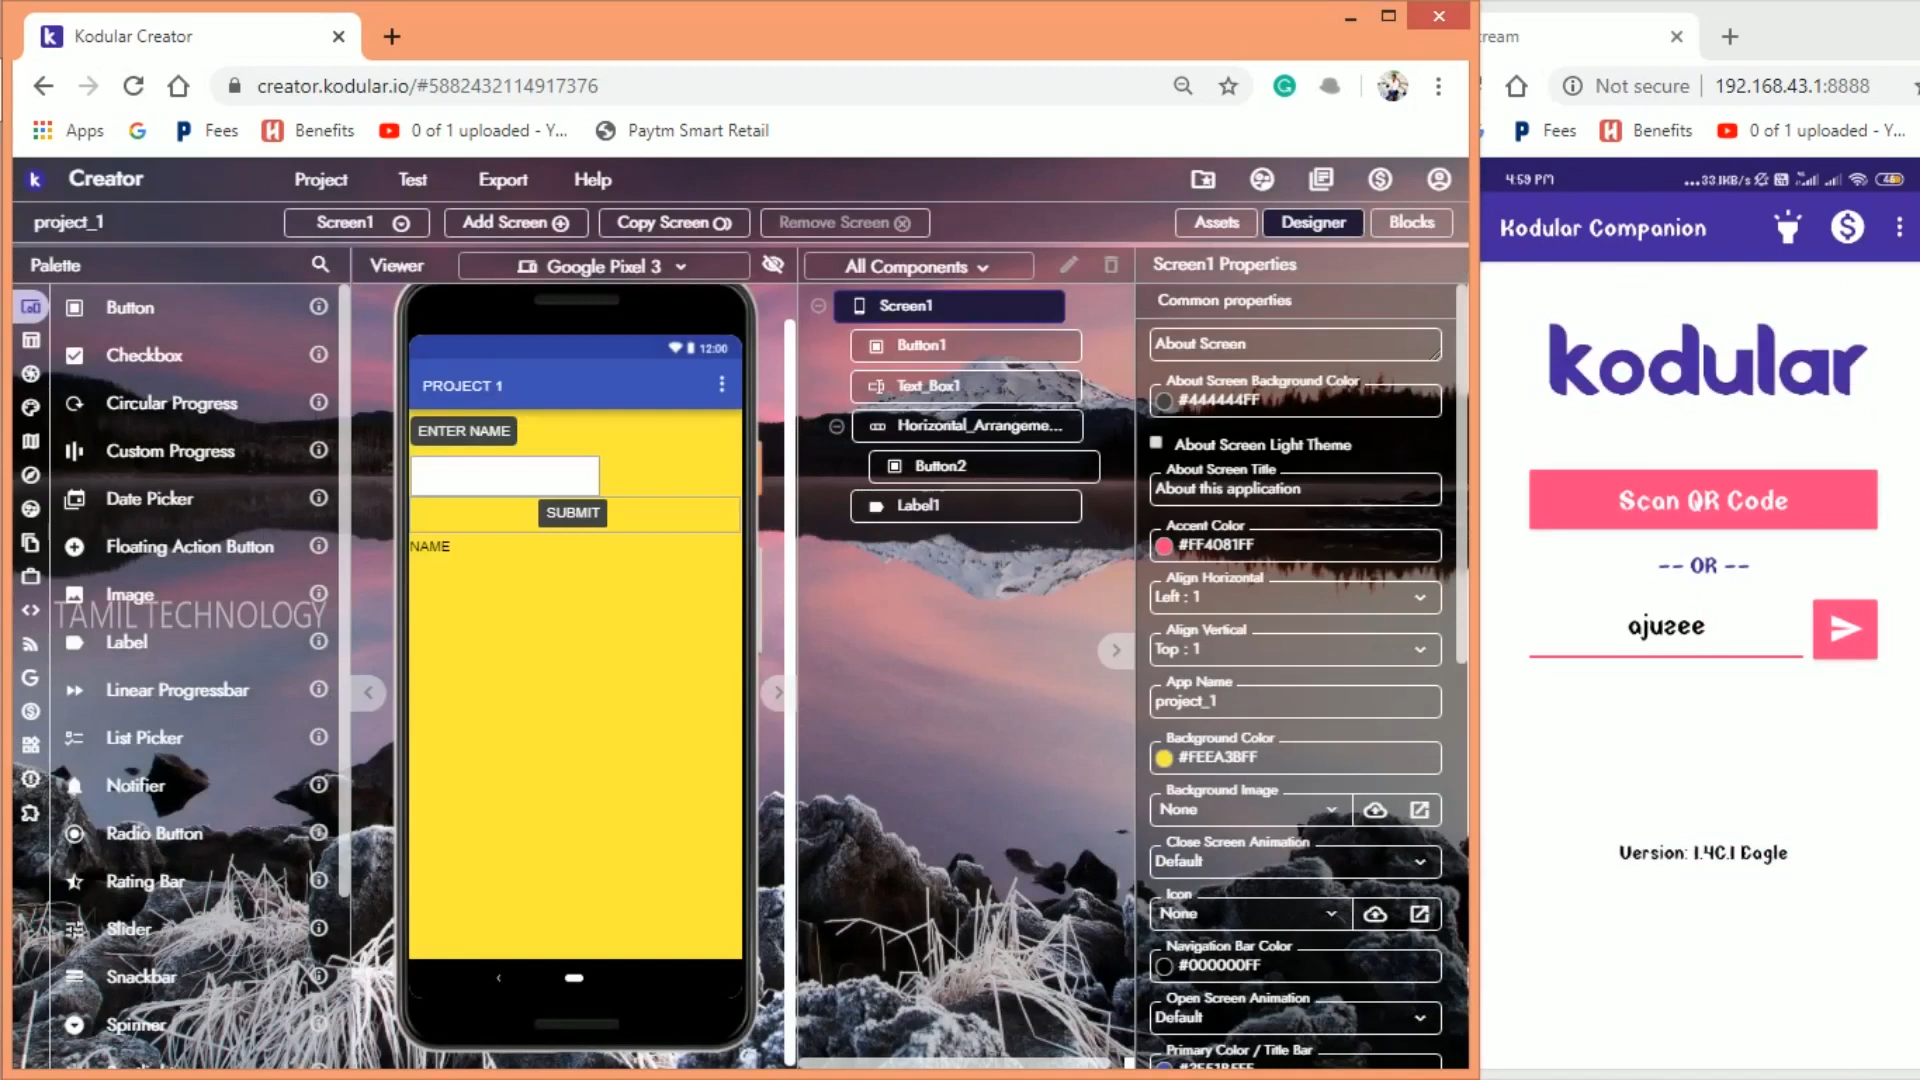 Kodular Creator
ream
creator.kodular.io/#5882432114917376
Not secure
192.168.43.1:8888
Apps
Fees
Benefits
0 of 1 uploaded - Y...
Paytm Smart Retail
Fees
Benefits
0 of 1 uploaded - Y...
Creator
Project
Test
Export
Help
project_1
Screen1
Add Screen
Copy Screen
Remove Screen
Assets
Designer
Blocks
Palette
Viewer
Google Pixel 3
All Components
Screen1 Properties
Button
Checkbox
Circular Progress
Custom Progress
Date Picker
Floating Action Button
Image
TAMIL TECHNOLOGY
Label
Linear Progressbar
List Picker
Notifier
Radio Button
Rating Bar
Slider
Snackbar
Spinner
12:00
PROJECT 1
ENTER NAME
SUBMIT
NAME
Screen1
Button1
Text_Box1
Horizontal_Arrangeme...
Button2
Label1
Common properties
About Screen
About Screen Background Color
#444444FF
About Screen Light Theme
About Screen Title
About this application
Accent Color
#FF4081FF
Align Horizontal
Left : 1
Align Vertical
Top : 1
App Name
project_1
Background Color
#FEEA3BFF
Background Image
None
Close Screen Animation
Default
Icon
None
Navigation Bar Color
#000000FF
Open Screen Animation
Default
Primary Color / Title Bar
4:59 PM
...33.1KB/s
Kodular Companion
kodular
Scan QR Code
-- OR --
ajuzee
Version: 1.4C.1 Eagle